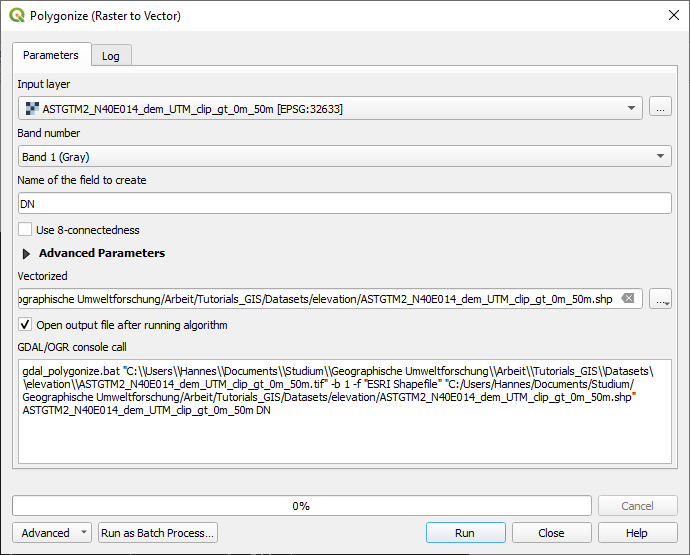 Polygonize (Raster to Vector)
Parameters
Log
Input layer
ASTGTM2_N40E014_dem_UTM_clip_gt_0m_50m [EPSG:32633]
...
Band number
Band 1 (Gray)
Name of the field to create
DN
Use 8-connectedness
Advanced Parameters
Vectorized
ographische Umweltforschung/Arbeit/Tutorials_GIS/Datasets/elevation/ASTGTM2_N40E014_dem_UTM_clip_gt_0m_50m.shp
...
Open output file after running algorithm
GDAL/OGR console call
gdal_polygonize.bat "C:\\Users\\Hannes\\Documents\\Studium\\Geographische Umweltforschung\\Arbeit\\Tutorials_GIS\\Datasets\
\elevation\\ASTGTM2_N40E014_dem_UTM_clip_gt_0m_50m.tif" -b 1 -f "ESRI Shapefile" "C:/Users/Hannes/Documents/Studium/
Geographische Umweltforschung/Arbeit/Tutorials_GIS/Datasets/elevation/ASTGTM2_N40E014_dem_UTM_clip_gt_0m_50m.shp"
ASTGTM2_N40E014_dem_UTM_clip_gt_0m_50m DN
0%
Cancel
Advanced
Run as Batch Process...
Run
Close
Help